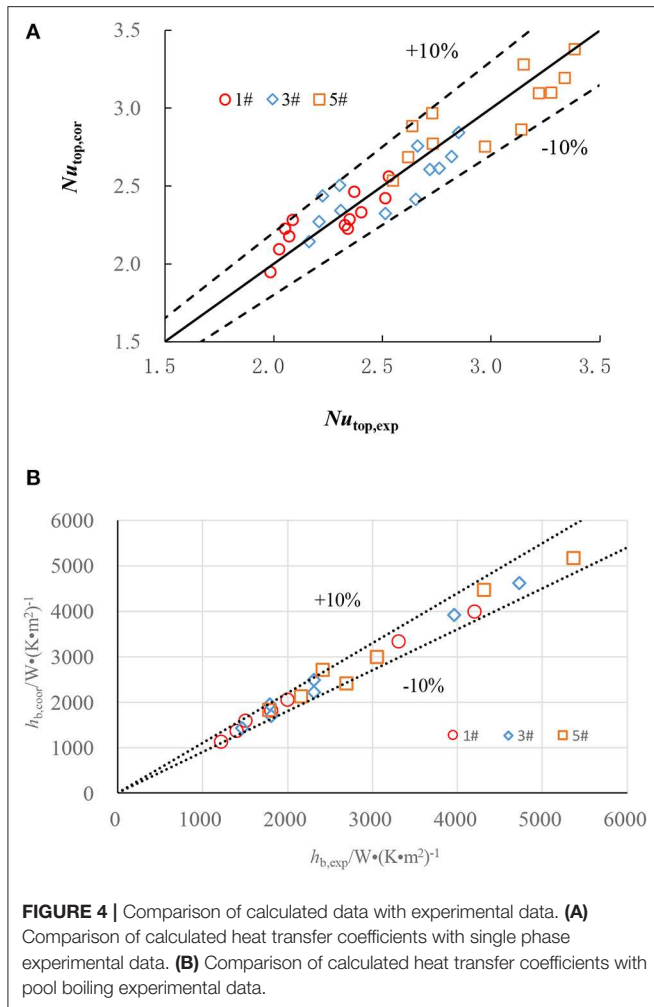 A
3.5
+10%
1# 3# 5#
3.0
Nu_top,cor
2.5
-10%
2.0
1.5
1.5 2.0 2.5 3.0 3.5
Nu_top,exp
B
6000
5000
+10%
4000
h_b,coor/W•(K•m²)⁻¹
3000
-10%
2000
1# 3# 5#
1000
0
0 1000 2000 3000 4000 5000 6000
h_b,exp/W•(K•m²)⁻¹
FIGURE 4 | Comparison of calculated data with experimental data. (A)
Comparison of calculated heat transfer coefficients with single phase
experimental data. (B) Comparison of calculated heat transfer coefficients with
pool boiling experimental data.